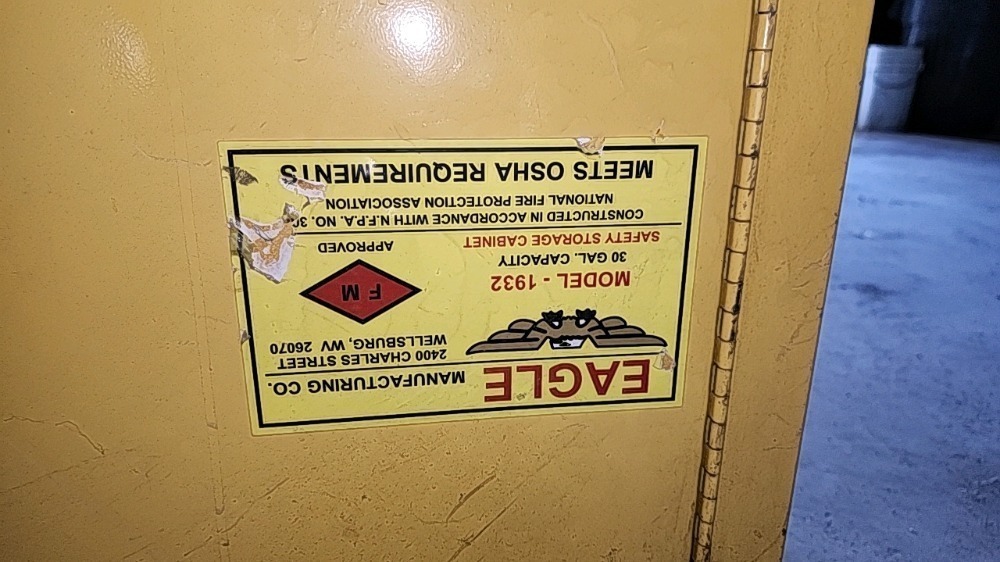 EAGLE MANUFACTURING CO.
2400 CHARLES STREET
WELLSBURG, WV 26070
MODEL - 1932
30 GAL. CAPACITY
SAFETY STORAGE CABINET
F M
APPROVED
CONSTRUCTED IN ACCORDANCE WITH N.F.P.A. NO. 30
NATIONAL FIRE PROTECTION ASSOCIATION
MEETS OSHA REQUIREMENTS